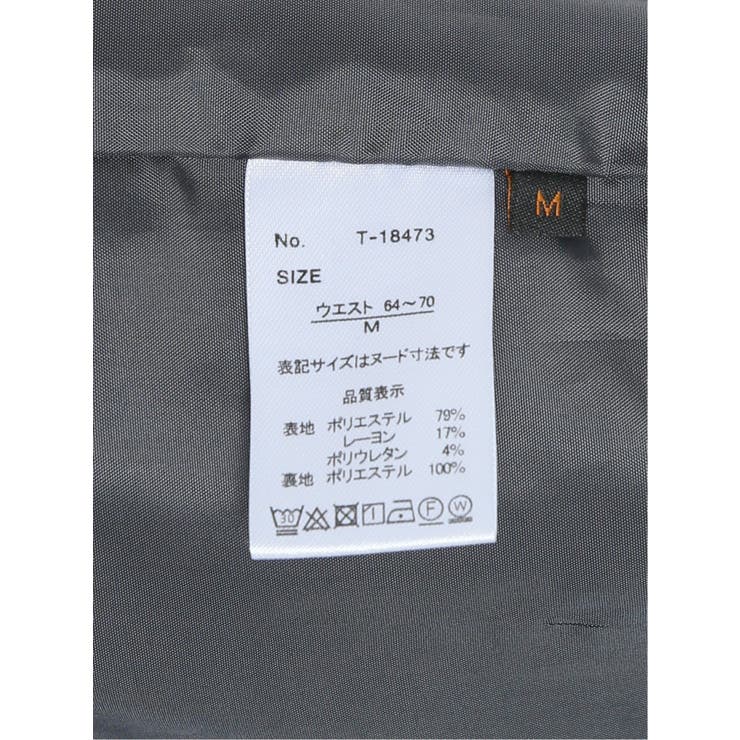 No. T-18473
M
SIZE
ウエスト 64～70
M
表記サイズはヌード寸法です
品質表示
表地 ポリエステル 79%
レーヨン 17%
ポリウレタン 4%
裏地 ポリエステル 100%
30 F W